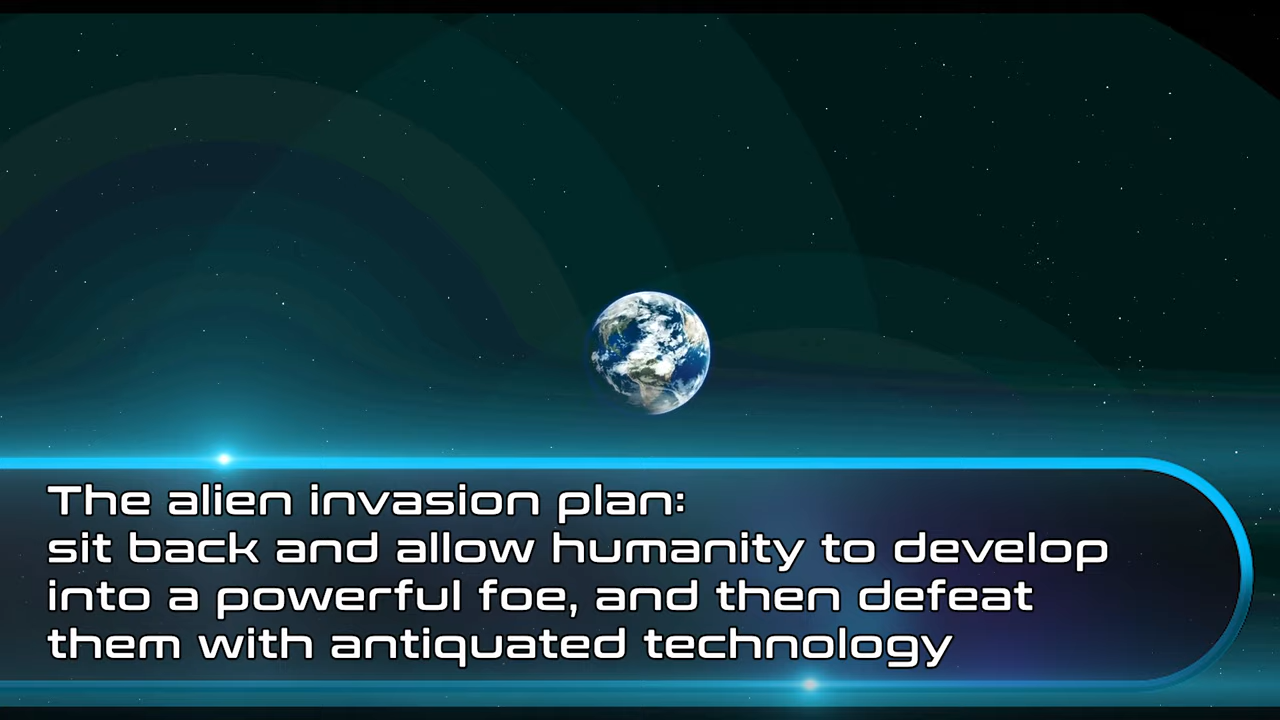 The alien invasion plan:
sit back and allow humanity to develop
into a powerful foe, and then defeat
them with antiquated technology